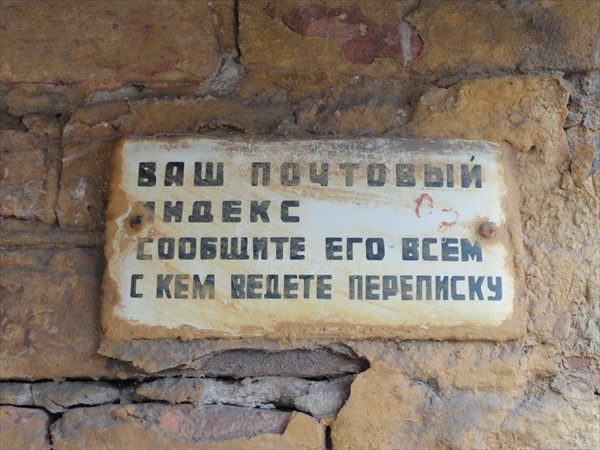 ВАШ ПОЧТОВЫЙ
ИНДЕКС
СООБЩИТЕ ЕГО ВСЕМ
С КЕМ ВЕДЕТЕ ПЕРЕПИСКУ